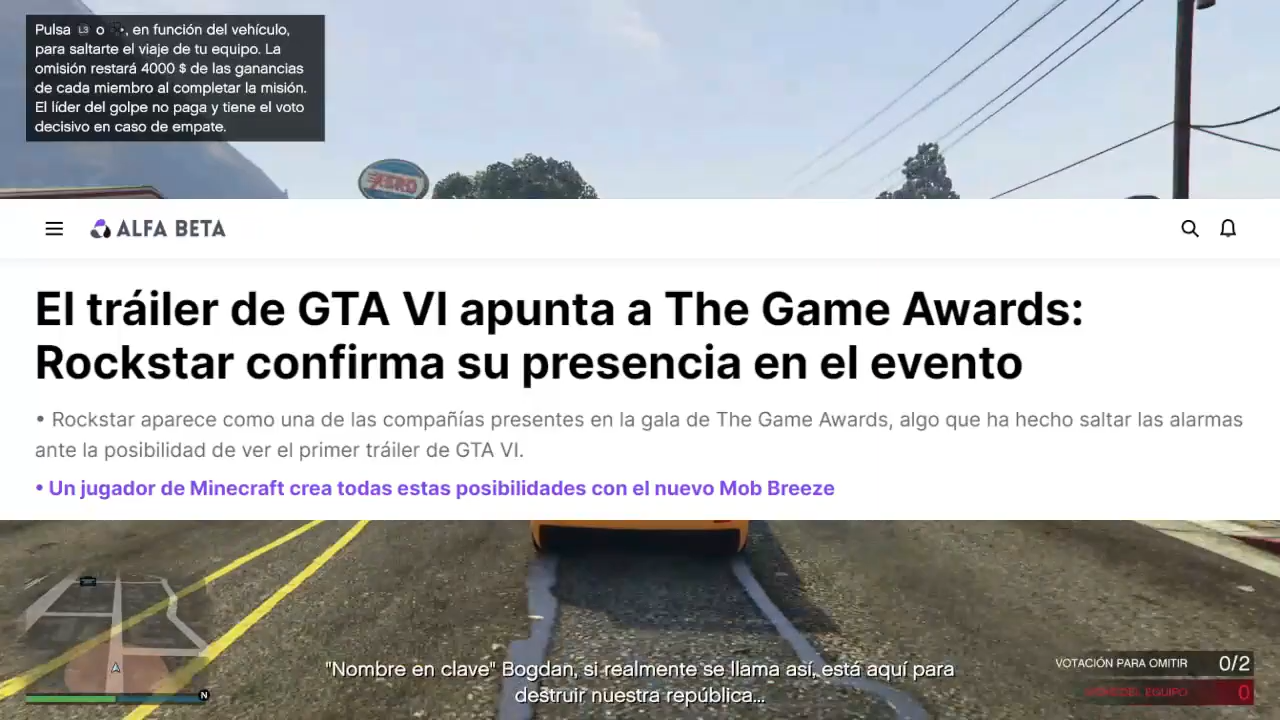 Pulsa L3 o , en función del vehículo,
para saltarte el viaje de tu equipo. La
omisión restará 4000 $ de las ganancias
de cada miembro al completar la misión.
El líder del golpe no paga y tiene el voto
decisivo en caso de empate.
ALFA BETA
El tráiler de GTA VI apunta a The Game Awards:
Rockstar confirma su presencia en el evento
• Rockstar aparece como una de las compañías presentes en la gala de The Game Awards, algo que ha hecho saltar las alarmas
ante la posibilidad de ver el primer tráiler de GTA VI.
• Un jugador de Minecraft crea todas estas posibilidades con el nuevo Mob Breeze
"Nombre en clave" Bogdan, si realmente se llama así, está aquí para
destruir nuestra república...
VOTACIÓN PARA OMITIR 0/2
DEL EQUIPO 0
N